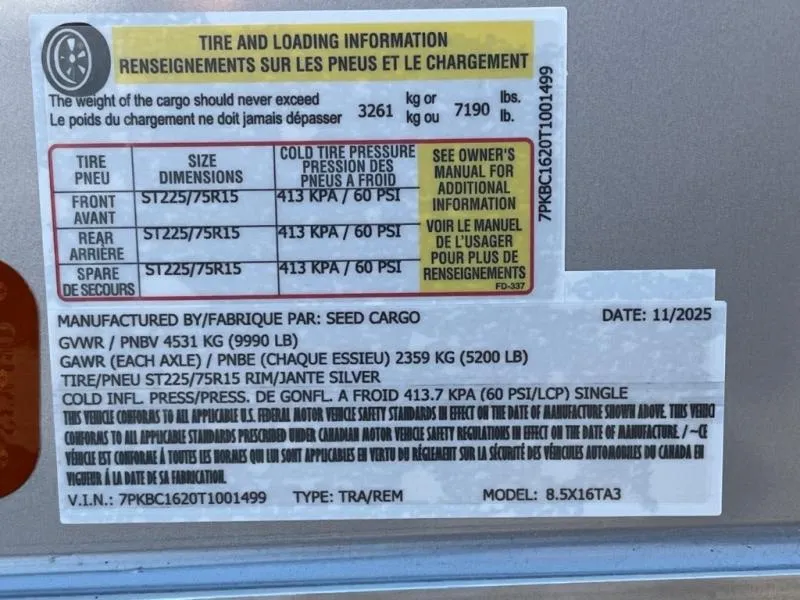 TIRE AND LOADING INFORMATION
RENSEIGNEMENTS SUR LES PNEUS ET LE CHARGEMENT
The weight of the cargo should never exceed 3261 kg or 7190 lbs.
Le poids du chargement ne doit jamais dépasser kg ou lb.
TIRE PNEU
SIZE DIMENSIONS
COLD TIRE PRESSURE PRESSION DES PNEUS A FROID
FRONT AVANT ST225/75R15 413 KPA / 60 PSI
REAR ARRIÈRE ST225/75R15 413 KPA / 60 PSI
SPARE DE SECOURS ST225/75R15 413 KPA / 60 PSI
SEE OWNER'S
MANUAL FOR
ADDITIONAL
INFORMATION
VOIR LE MANUEL
DE L'USAGER
POUR PLUS DE
RENSEIGNEMENTS
FD-337
7PKBC1620T1001499
MANUFACTURED BY/FABRIQUE PAR: SEED CARGO DATE: 11/2025
GVWR / PNBV 4531 KG (9990 LB)
GAWR (EACH AXLE) / PNBE (CHAQUE ESSIEU) 2359 KG (5200 LB)
TIRE/PNEU ST225/75R15 RIM/JANTE SILVER
COLD INFL. PRESS/PRESS. DE GONFL. A FROID 413.7 KPA (60 PSI/LCP) SINGLE
THIS VEHICLE CONFORMS TO ALL APPLICABLE U.S. FEDERAL MOTOR VEHICLE SAFETY STANDARDS IN EFFECT ON THE DATE OF MANUFACTURE SHOWN ABOVE. THIS VEHICL
CONFORMS TO ALL APPLICABLE STANDARDS PRESCRIBED UNDER CANADIAN MOTOR VEHICLE SAFETY REGULATIONS IN EFFECT ON THE DATE OF MANUFACTURE. / ~CE
VÉHICLE EST CONFORME À TOUTES LES NORMES QUI LUI SONT APPLICABLES EN VERTU DU RÉGLEMENT SUR LA SÉCURITÉ DES VÉHICULES AUTOMOBILES DU CANADA EN
VIGUEUR À LA DATE DE SA FABRICATION.
V.I.N.: 7PKBC1620T1001499 TYPE: TRA/REM MODEL: 8.5X16TA3